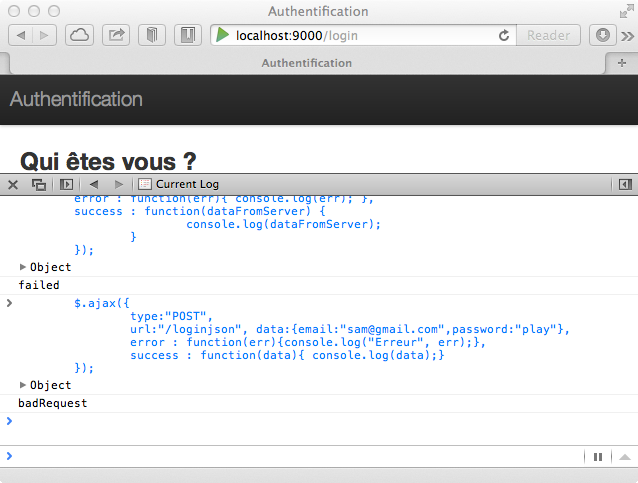 Authentification
localhost:9000/login
Reader
Authentification
Authentification
Qui êtes vous ?
Current Log
error : function(err){ console.log(err); },
success : function(dataFromServer) {
console.log(dataFromServer);
}
});
Object
failed
$.ajax({
type:"POST",
url:"/loginjson", data:{email:"sam@gmail.com",password:"play"},
error : function(err){console.log("Erreur", err);},
success : function(data){ console.log(data);}
});
Object
badRequest